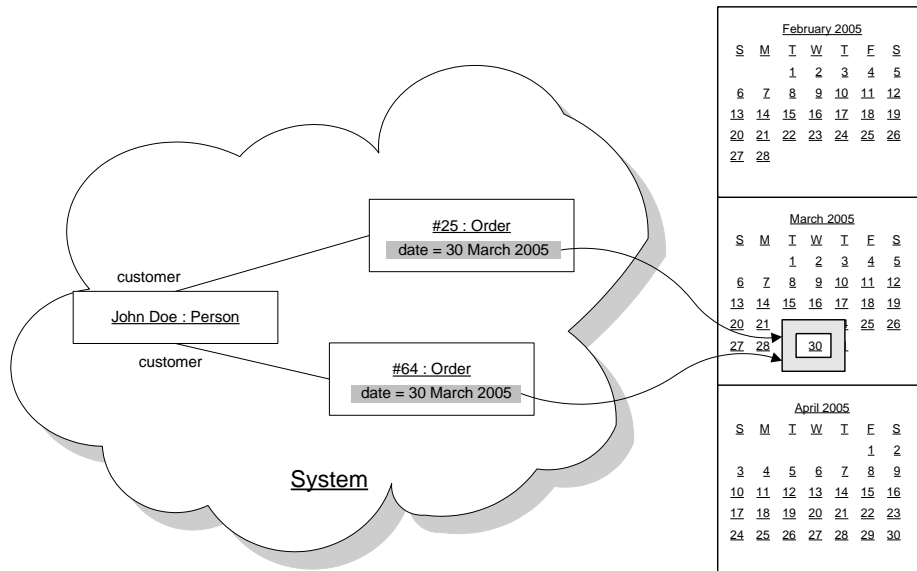 customer
John Doe : Person
customer
#25 : Order
date = 30 March 2005
#64 : Order
date = 30 March 2005
System
February 2005
S M T W T F S
1 2 3 4 5
6 7 8 9 10 11 12
13 14 15 16 17 18 19
20 21 22 23 24 25 26
27 28
March 2005
S M T W T F S
1 2 3 4 5
6 7 8 9 10 11 12
13 14 15 16 17 18 19
20 21 25 26
27 28 30
April 2005
S M T W T F S
1 2
3 4 5 6 7 8 9
10 11 12 13 14 15 16
17 18 19 20 21 22 23
24 25 26 27 28 29 30